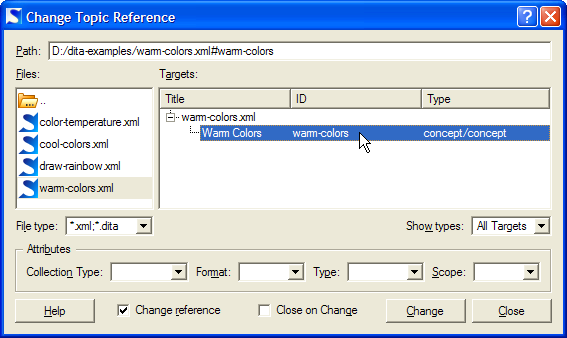 Change Topic Reference
Path: D:/dita-examples/warm-colors.xml#warm-colors
Files: Targets:
..
color-temperature.xml
cool-colors.xml
draw-rainbow.xml
warm-colors.xml
Title ID Type
warm-colors.xml
Warm Colors warm-colors concept/concept
File type: *.xml;*.dita Show types: All Targets
Attributes
Collection Type: Format: Type: Scope:
Help Change reference Close on Change Change Close